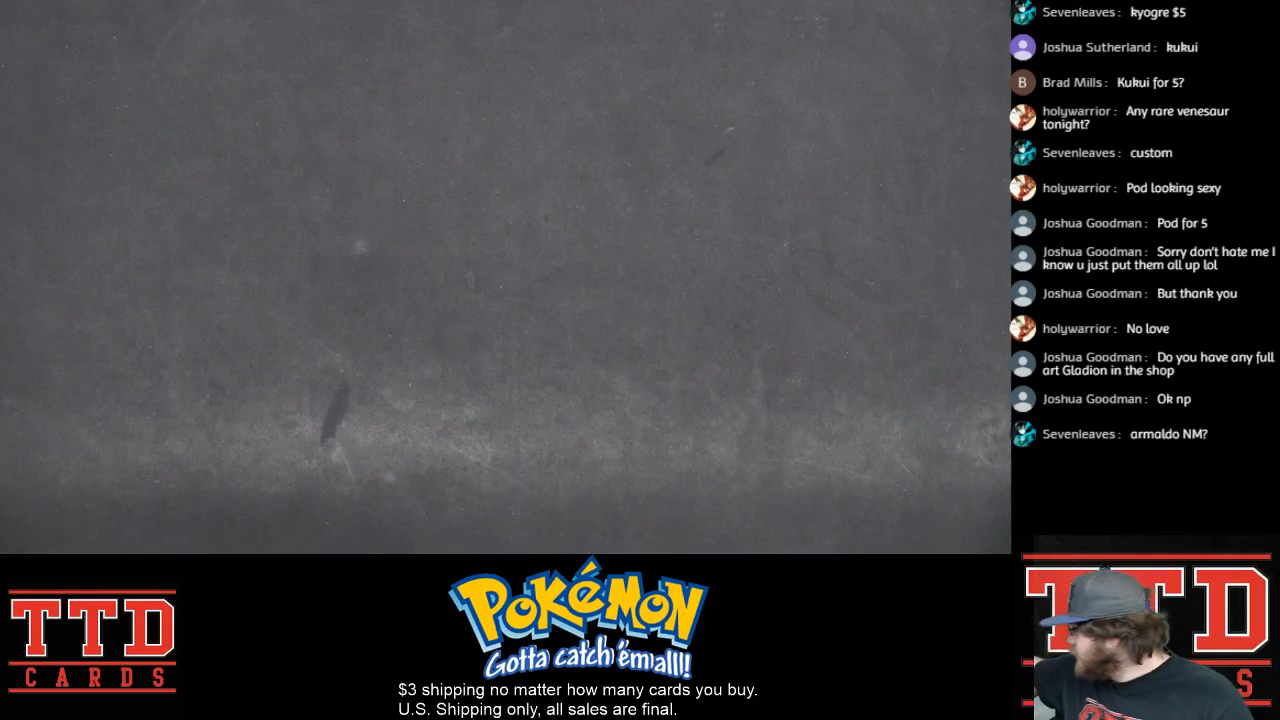 Sevenleaves : kyogre $5
Joshua Sutherland : kukui
B
Brad Mills : Kukui for 5?
holywarrior : Any rare venesaur
tonight?
Sevenleaves : custom
holywarrior : Pod looking sexy
Joshua Goodman : Pod for 5
Joshua Goodman : Sorry don't hate me I
know u just put them all up lol
Joshua Goodman : But thank you
holywarrior : No love
Joshua Goodman : Do you have any full
art Gladion in the shop
Joshua Goodman : Ok np
Sevenleaves : armaldo NM?
TTD
CARDS
POKéMON
Gotta catch 'em all!
$3 shipping no matter how many cards you buy.
U.S. Shipping only, all sales are final.
T D
S